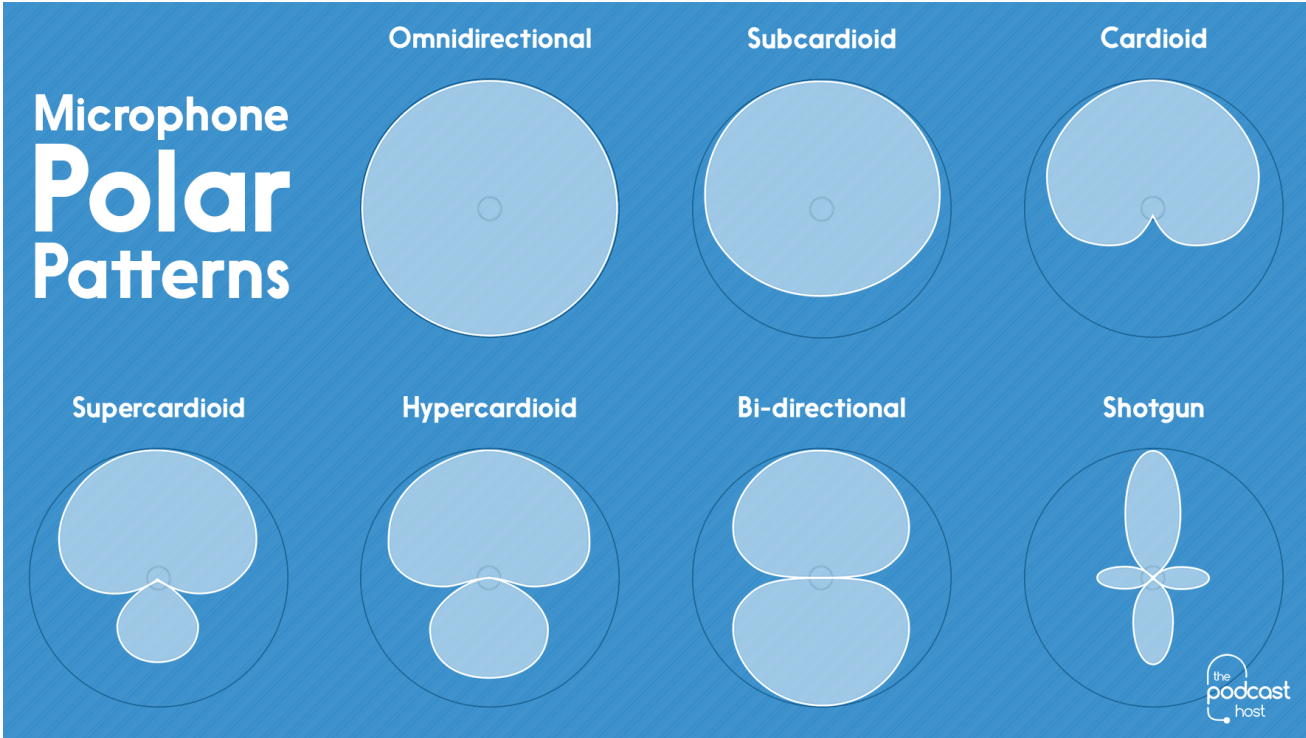 Microphone
Polar
Patterns
Omnidirectional
Subcardioid
Cardioid
Supercardioid
Hypercardioid
Bi-directional
Shotgun
the
podcast
host